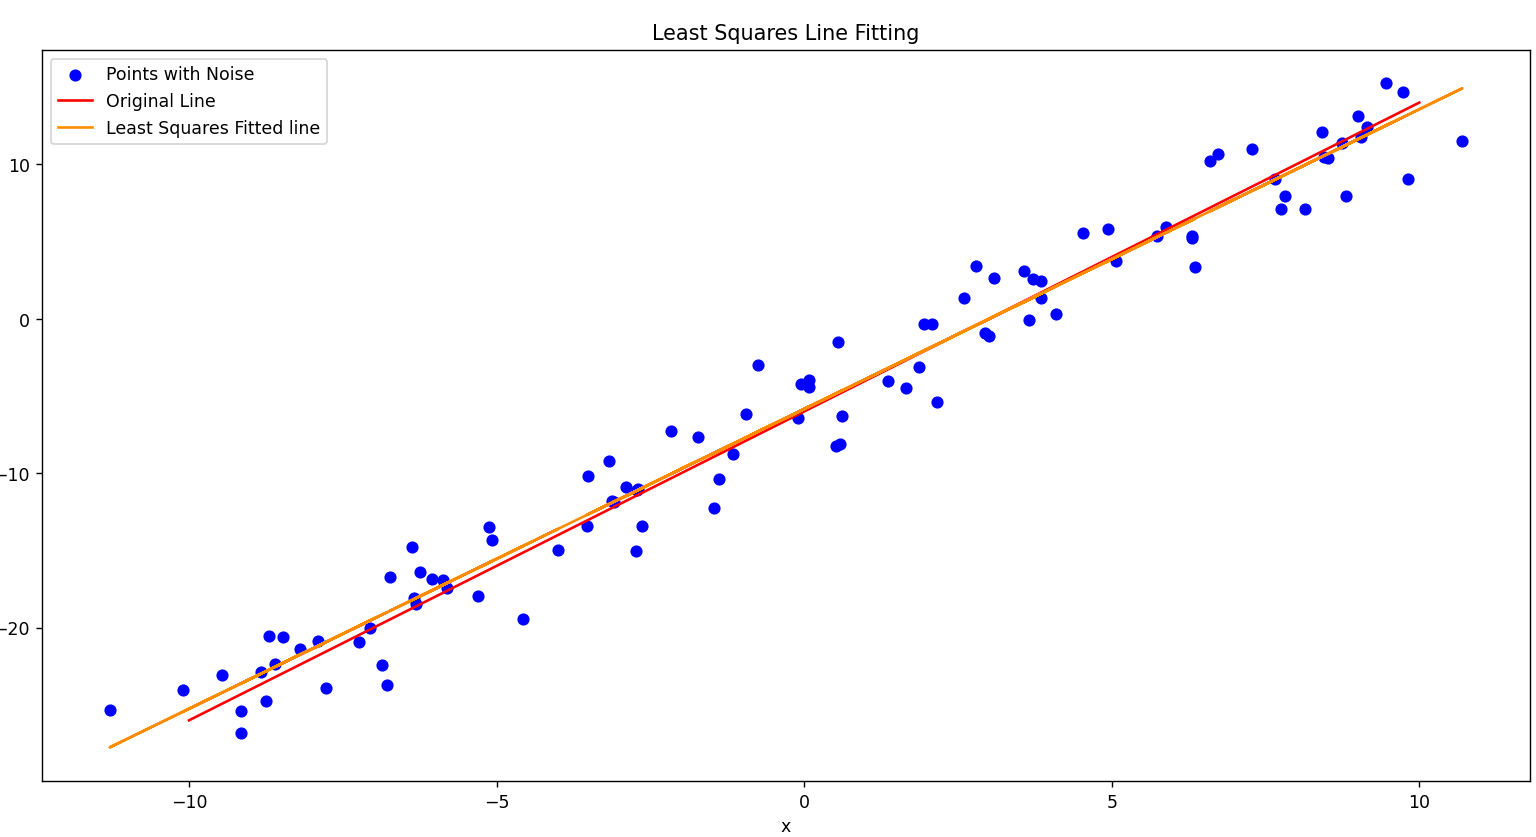 Least Squares Line Fitting
Points with Noise
Original Line
Least Squares Fitted line
10
0
−10
−20
−10 −5 0 5 10
x